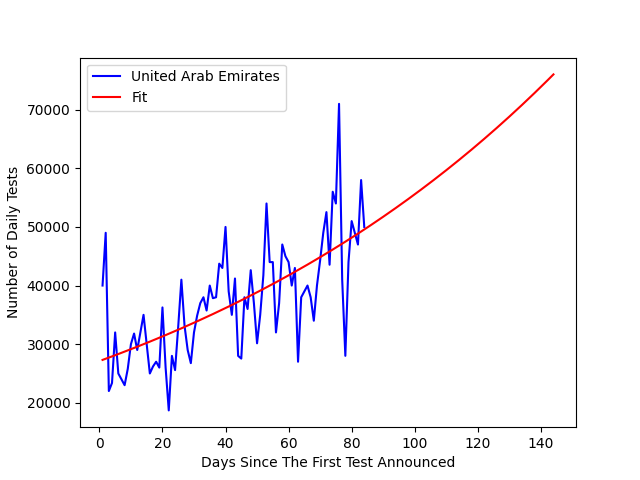 United Arab Emirates
Fit
70000
60000
50000
40000
30000
20000
Number of Daily Tests
0 20 40 60 80 100 120 140
Days Since The First Test Announced